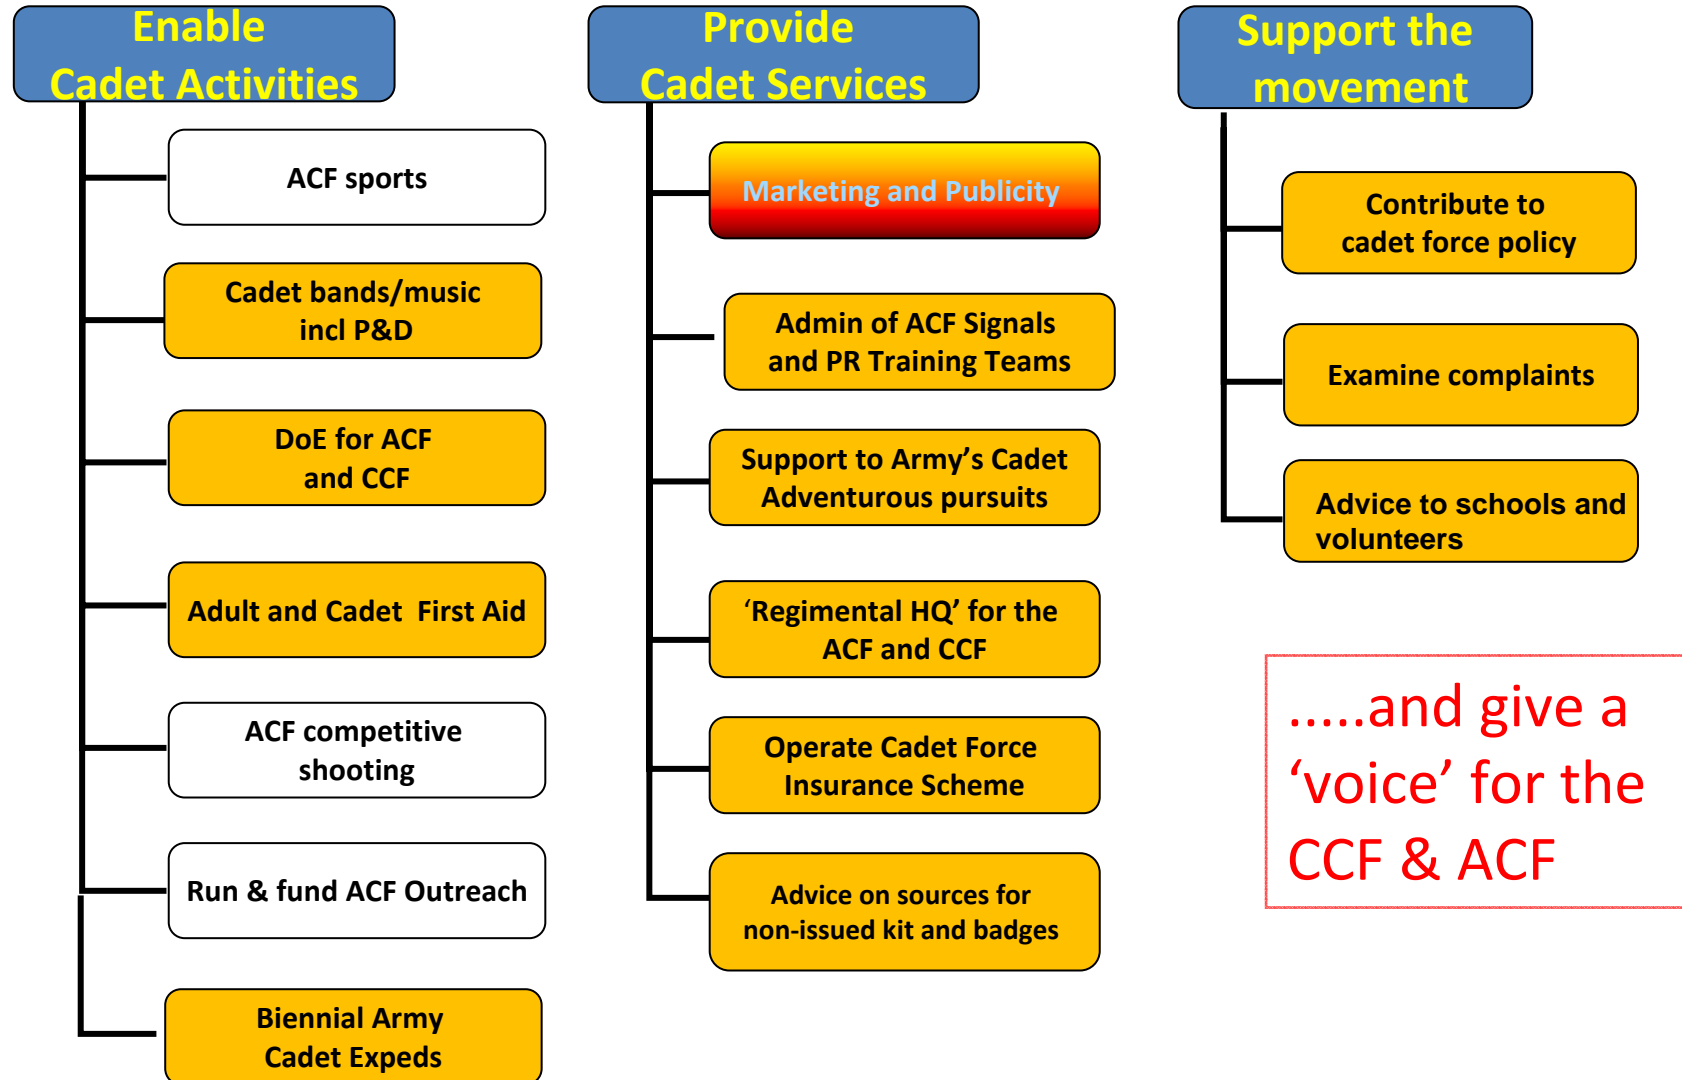 Enable
Cadet Activities
ACF sports
Cadet bands/music
incl P&D
DoE for ACF
and CCF
Adult and Cadet  First Aid
ACF competitive
shooting
Run & fund ACF Outreach
Biennial Army
Cadet Expeds
Provide
Cadet Services
Marketing and Publicity
Admin of ACF Signals
and PR Training Teams
Support to Army’s Cadet
Adventurous pursuits
‘Regimental HQ’ for the
ACF and CCF
Operate Cadet Force
Insurance Scheme
Advice on sources for
non-issued kit and badges
Support the
movement
Contribute to
cadet force policy
Examine complaints
Advice to schools and
volunteers
.....and give a
‘voice’ for the
CCF & ACF